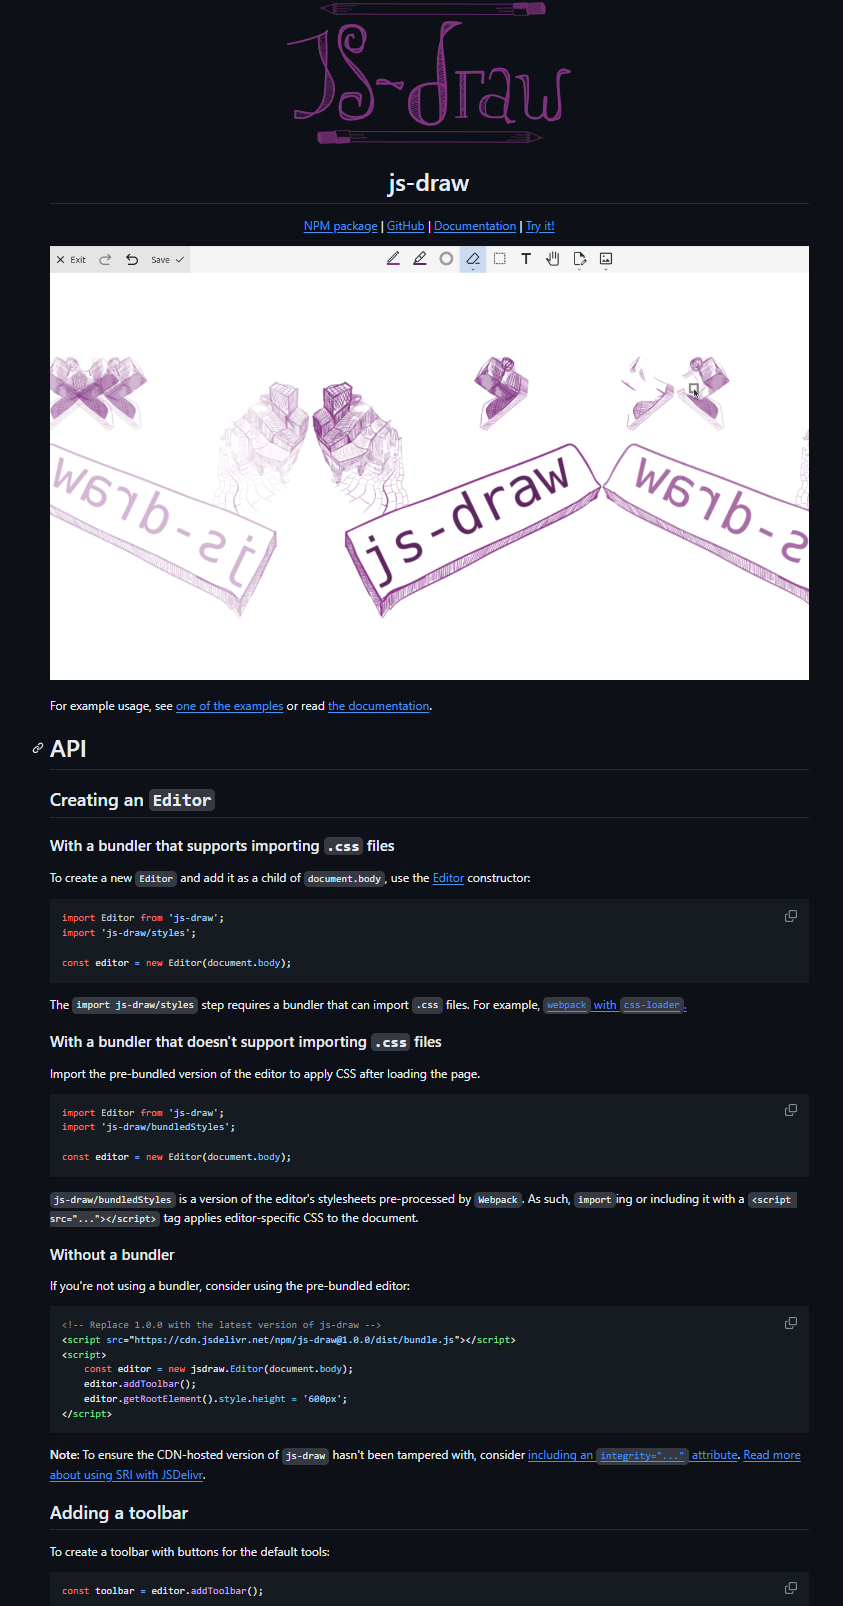 JS-draw
js-draw
NPM package | GitHub | Documentation | Try it!
Exit Save T
js-draw js-draw js-draw
For example usage, see one of the examples or read the documentation.
API
Creating an Editor
With a bundler that supports importing .css files
To create a new Editor and add it as a child of document.body, use the Editor constructor:
import Editor from 'js-draw';
import 'js-draw/styles';
const editor = new Editor(document.body);
The import js-draw/styles step requires a bundler that can import .css files. For example, webpack with css-loader.
With a bundler that doesn't support importing .css files
Import the pre-bundled version of the editor to apply CSS after loading the page.
import Editor from 'js-draw';
import 'js-draw/bundledStyles';
const editor = new Editor(document.body);
js-draw/bundledStyles is a version of the editor's stylesheets pre-processed by Webpack. As such, importing or including it with a <script
src="..."></script> tag applies editor-specific CSS to the document.
Without a bundler
If you're not using a bundler, consider using the pre-bundled editor:
<!-- Replace 1.0.0 with the latest version of js-draw -->
<script src="https://cdn.jsdelivr.net/npm/js-draw@1.0.0/dist/bundle.js"></script>
<script>
    const editor = new jsdraw.Editor(document.body);
    editor.addToolbar();
    editor.getRootElement().style.height = '600px';
</script>
Note: To ensure the CDN-hosted version of js-draw hasn't been tampered with, consider including an integrity="..." attribute. Read more
about using SRI with JSDelivr.
Adding a toolbar
To create a toolbar with buttons for the default tools:
const toolbar = editor.addToolbar();